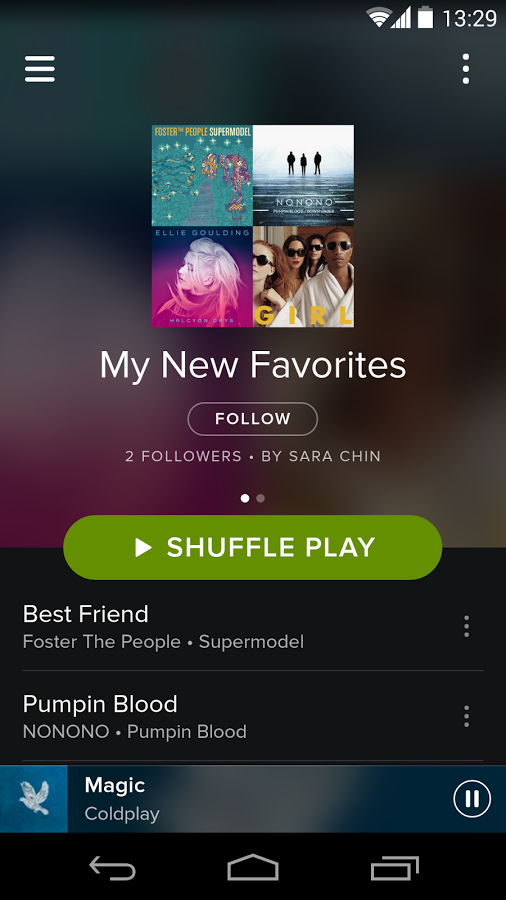 13:29
FOSTER THE PEOPLE SUPERMODEL
NONONO
PUMPIN BLOOD / DOWN UNDER
ELLIE GOULDING
HALCYON DAYS
GIRL
My New Favorites
FOLLOW
2 FOLLOWERS • BY SARA CHIN
SHUFFLE PLAY
Best Friend
Foster The People • Supermodel
Pumpin Blood
NONONO • Pumpin Blood
Magic
Coldplay